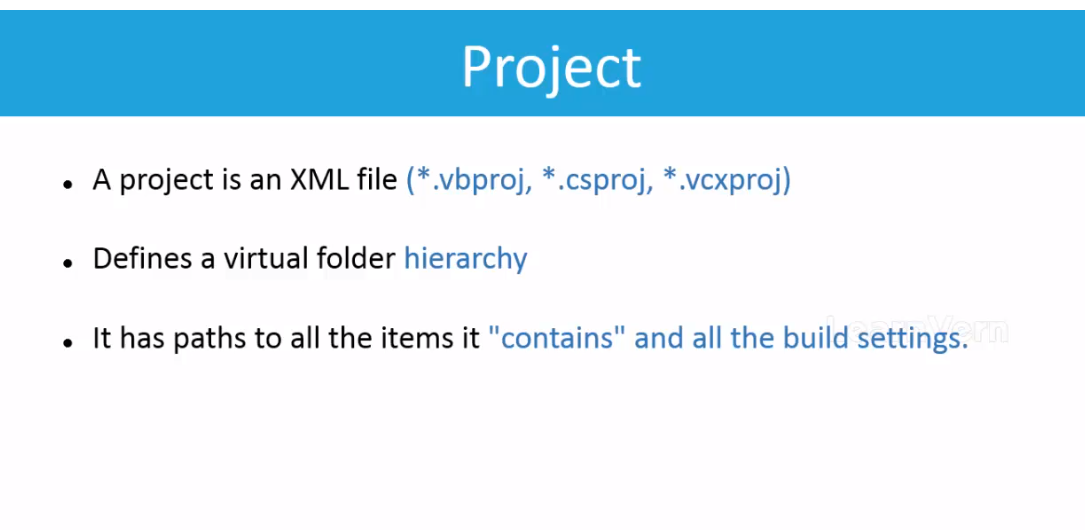 Project
• A project is an XML file (*.vbproj, *.csproj, *.vcxproj)
• Defines a virtual folder hierarchy
• It has paths to all the items it "contains" and all the build settings.
LearnVern